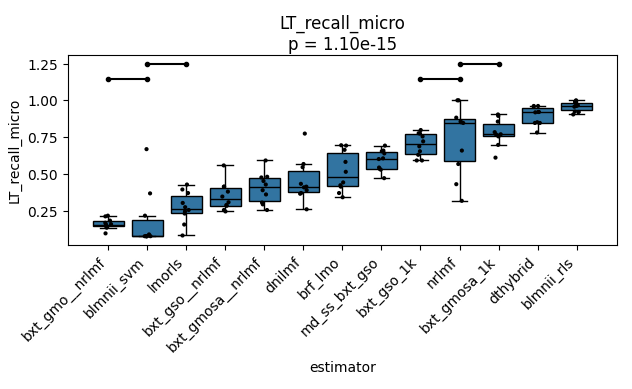 LT_recall_micro
p = 1.10e-15
LT_recall_micro
1.25
1.00
0.75
0.50
0.25
bxt_gmo__nrlmf
blmnii_svm
lmorls
bxt_gso__nrlmf
bxt_gmosa__nrlmf
dnilmf
brf_lmo
md_ss_bxt_gso
bxt_gso_1k
nrlmf
bxt_gmosa_1k
dthybrid
blmnii_rls
estimator